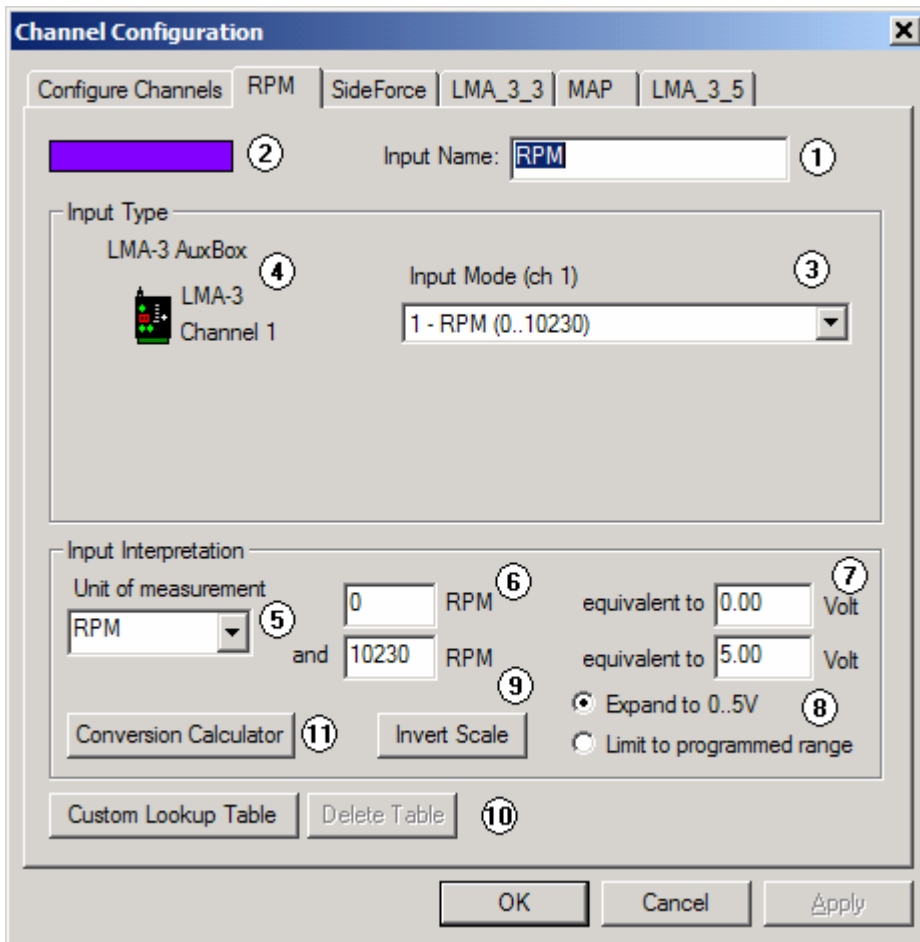 Channel Configuration
Configure Channels RPM SideForce LMA_3_3 MAP LMA_3_5
2 Input Name: RPM 1
Input Type
LMA-3 AuxBox
4
LMA-3
Channel 1
Input Mode (ch 1) 3
1 - RPM (0..10230)
Input Interpretation
Unit of measurement
RPM 5
0 RPM 6 equivalent to 0.00 Volt 7
and 10230 RPM equivalent to 5.00 Volt
9
Expand to 0..5V 8
Limit to programmed range
Conversion Calculator 11 Invert Scale
Custom Lookup Table Delete Table 10
OK Cancel Apply